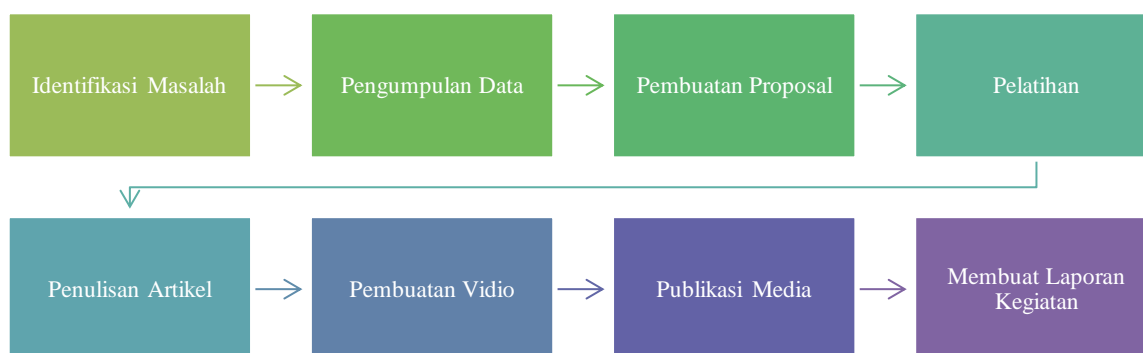 Identifikasi Masalah
Pengumpulan Data
Pembuatan Proposal
Pelatihan
Penulisan Artikel
Pembuatan Vidio
Publikasi Media
Membuat Laporan
Kegiatan